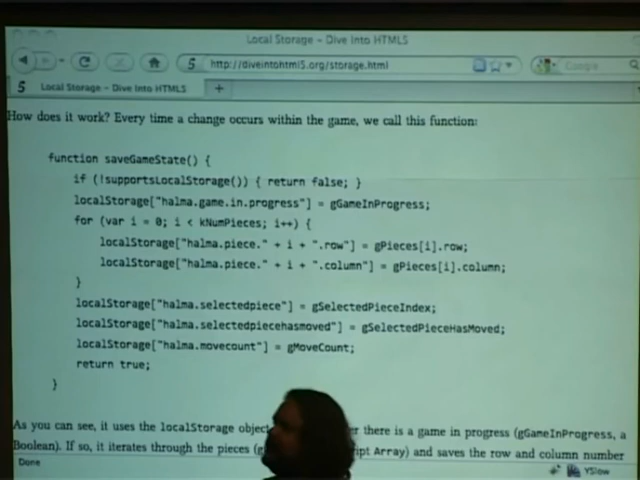 Local Storage – Dive Into HTML5
http://diveintohtml5.org/storage.html
Google
Local Storage – Dive Into HTML5
How does it work? Every time a change occurs within the game, we call this function:
function saveGameState() {
if (!supportsLocalStorage()) { return false; }
localStorage["halma.game.in.progress"] = gGameInProgress;
for (var i = 0; i < kNumPieces; i++) {
localStorage["halma.piece." + i + ".row"] = gPieces[i].row;
localStorage["halma.piece." + i + ".column"] = gPieces[i].column;
}
localStorage["halma.selectedpiece"] = gSelectedPieceIndex;
localStorage["halma.selectedpiecehasmoved"] = gSelectedPieceHasMoved;
localStorage["halma.movecount"] = gMoveCount;
return true;
}
As you can see, it uses the localStorage object there is a game in progress (gGameInProgress, a
Boolean). If so, it iterates through the pieces Array) and saves the row and column number
Done
YSlow